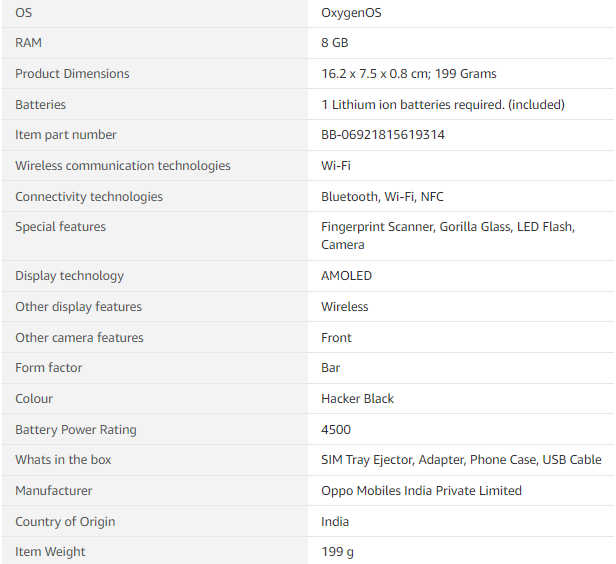 OS OxygenOS
RAM 8 GB
Product Dimensions 16.2 x 7.5 x 0.8 cm; 199 Grams
Batteries 1 Lithium ion batteries required. (included)
Item part number BB-06921815619314
Wireless communication technologies Wi-Fi
Connectivity technologies Bluetooth, Wi-Fi, NFC
Special features Fingerprint Scanner, Gorilla Glass, LED Flash,
Camera
Display technology AMOLED
Other display features Wireless
Other camera features Front
Form factor Bar
Colour Hacker Black
Battery Power Rating 4500
Whats in the box SIM Tray Ejector, Adapter, Phone Case, USB Cable
Manufacturer Oppo Mobiles India Private Limited
Country of Origin India
Item Weight 199 g